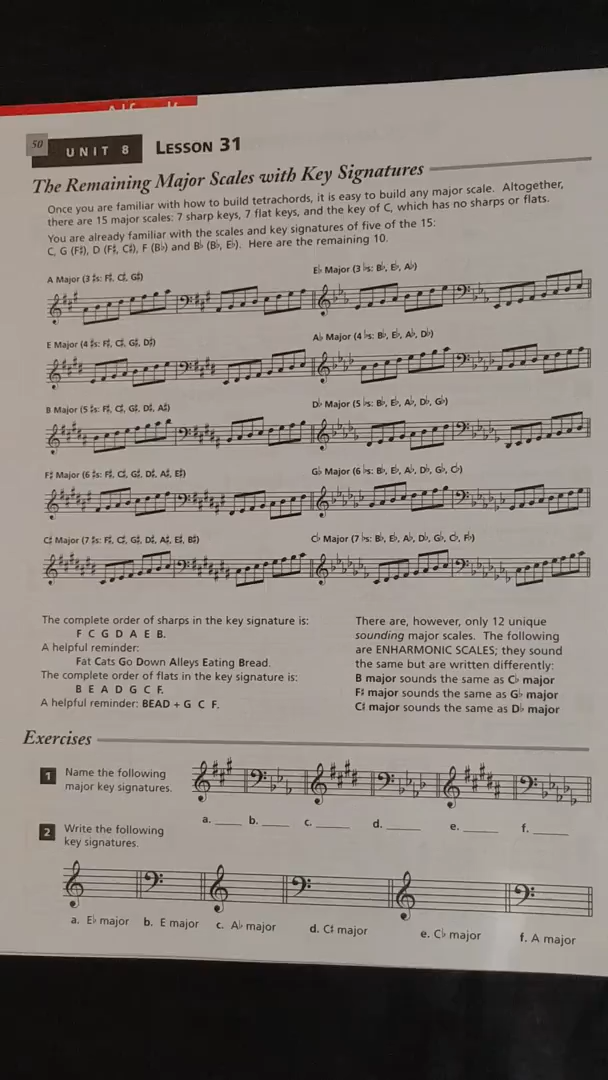 50
UNIT 8 LESSON 31
The Remaining Major Scales with Key Signatures
Once you are familiar with how to build tetrachords, it is easy to build any major scale. Altogether,
there are 15 major scales: 7 sharp keys, 7 flat keys, and the key of C, which has no sharps or flats.
You are already familiar with the scales and key signatures of five of the 15:
C, G (F♯), D (F♯, C♯), F (B♭) and B♭ (B♭, E♭). Here are the remaining 10.
A Major (3 ♯s: F♯, C♯, G♯)
E♭ Major (3 ♭s: B♭, E♭, A♭)
E Major (4 ♯s: F♯, C♯, G♯, D♯)
A♭ Major (4 ♭s: B♭, E♭, A♭, D♭)
B Major (5 ♯s: F♯, C♯, G♯, D♯, A♯)
D♭ Major (5 ♭s: B♭, E♭, A♭, D♭, G♭)
F♯ Major (6 ♯s: F♯, C♯, G♯, D♯, A♯, E♯)
G♭ Major (6 ♭s: B♭, E♭, A♭, D♭, G♭, C♭)
C♯ Major (7 ♯s: F♯, C♯, G♯, D♯, A♯, E♯, B♯)
C♭ Major (7 ♭s: B♭, E♭, A♭, D♭, G♭, C♭, F♭)
The complete order of sharps in the key signature is:
F C G D A E B.
A helpful reminder:
Fat Cats Go Down Alleys Eating Bread.
The complete order of flats in the key signature is:
B E A D G C F.
A helpful reminder: BEAD + G C F.
There are, however, only 12 unique
sounding major scales. The following
are ENHARMONIC SCALES; they sound
the same but are written differently:
B major sounds the same as C♭ major
F♯ major sounds the same as G♭ major
C♯ major sounds the same as D♭ major
Exercises
1 Name the following
major key signatures.
a. ____ b. ____ c. ____ d. ____ e. ____ f. ____
2 Write the following
key signatures.
a. E♭ major b. E major c. A♭ major d. C♯ major e. C♭ major f. A major